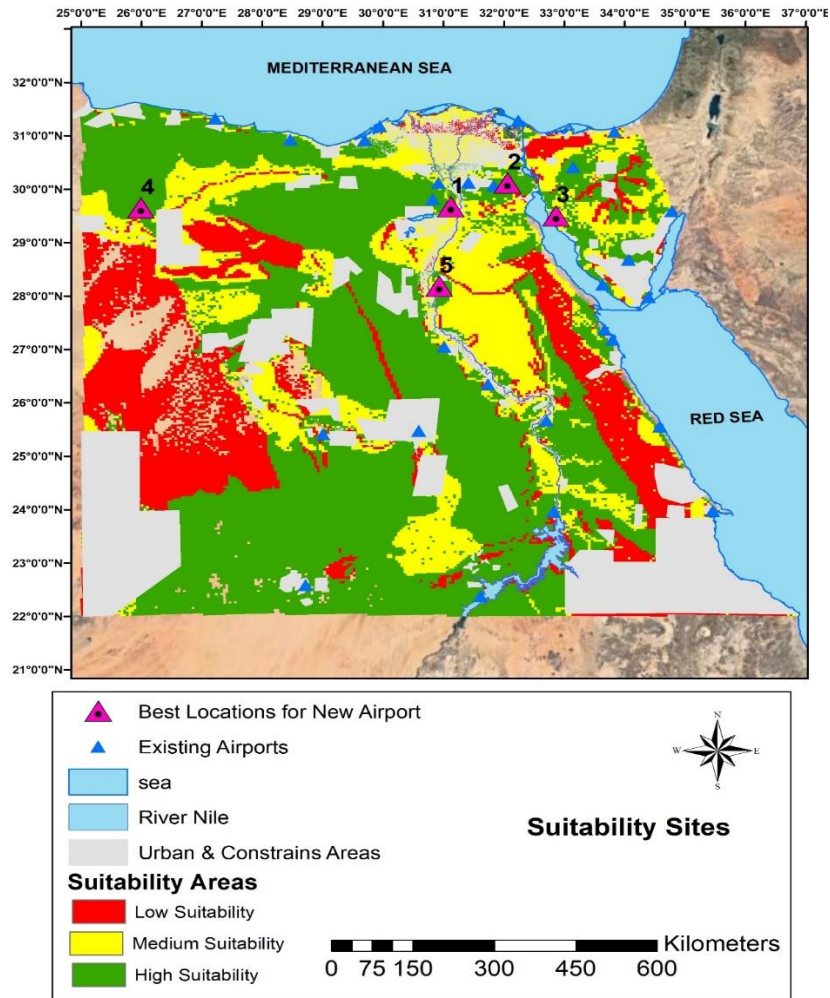 25°0'0"E 27°0'0"E 28°0'0"E 29°0'0"E 30°0'0"E 31°0'0"E 32°0'0"E 33°0'0"E 34°0'0"E 35°0'0"E 36°0'0"E 37°0'0"E
MEDITERRANEAN SEA
32°0'0"N
31°0'0"N
30°0'0"N
29°0'0"N
28°0'0"N
27°0'0"N
26°0'0"N
25°0'0"N
24°0'0"N
23°0'0"N
22°0'0"N
21°0'0"N
1
2
3
4
5
RED SEA
Best Locations for New Airport
Existing Airports
sea
River Nile
Urban & Constrains Areas
Suitability Areas
Low Suitability
Medium Suitability
High Suitability
N
W E
S
Suitability Sites
Kilometers
0 75 150 300 450 600